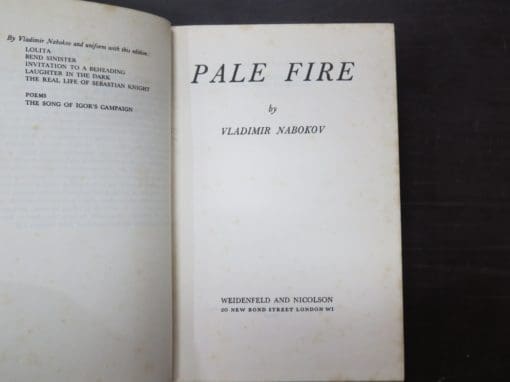 By Vladimir Nabokov and uniform with this edition:
LOLITA
BEND SINISTER
INVITATION TO A BEHEADING
LAUGHTER IN THE DARK
THE REAL LIFE OF SEBASTIAN KNIGHT
POEMS
THE SONG OF IGOR'S CAMPAIGN
PALE FIRE
by
VLADIMIR NABOKOV
WEIDENFELD AND NICOLSON
20 NEW BOND STREET LONDON W1